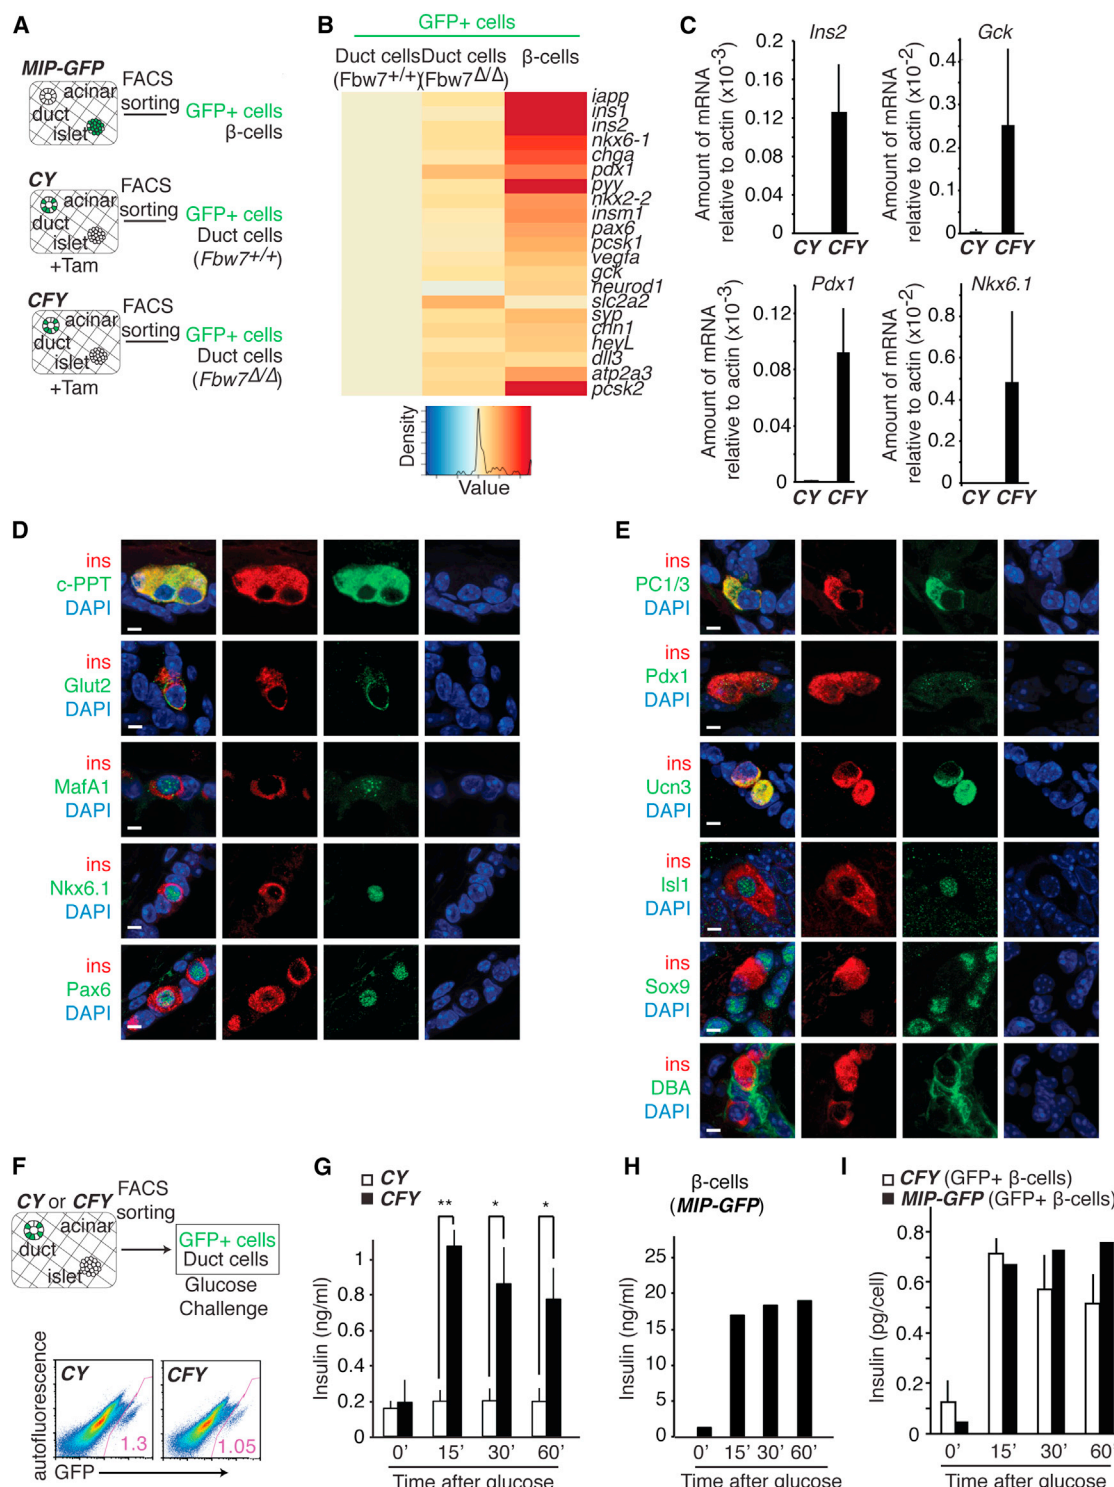 A
MIP-GFP
FACS
sorting
acinar
duct
islet
GFP+ cells
β-cells
CY
FACS
sorting
acinar
duct
islet
+Tam
GFP+ cells
Duct cells
(Fbw7+/+)
CFY
FACS
sorting
acinar
duct
islet
+Tam
GFP+ cells
Duct cells
(Fbw7Δ/Δ)
B
GFP+ cells
Duct cells Duct cells β-cells
(Fbw7+/+) (Fbw7Δ/Δ)
iapp
ins1
ins2
nkx6-1
chga
pdx1
pyy
nkx2-2
insm1
pax6
pcsk1
vegfa
gck
neurod1
slc2a2
syp
chn1
heyL
dll3
atp2a3
pcsk2
Density
Value
C
Ins2
Amount of mRNA
relative to actin (x10-3)
0.2
0.16
0.12
0.08
0.04
0
CY CFY
Gck
Amount of mRNA
relative to actin (x10-2)
0.4
0.3
0.2
0.1
0
CY CFY
Pdx1
Amount of mRNA
relative to actin (x10-3)
0.12
0.08
0.04
0
CY CFY
Nkx6.1
Amount of mRNA
relative to actin (x10-2)
0.8
0.6
0.4
0.2
0
CY CFY
D
ins
c-PPT
DAPI
ins
Glut2
DAPI
ins
MafA1
DAPI
ins
Nkx6.1
DAPI
ins
Pax6
DAPI
E
ins
PC1/3
DAPI
ins
Pdx1
DAPI
ins
Ucn3
DAPI
ins
Isl1
DAPI
ins
Sox9
DAPI
ins
DBA
DAPI
F
CY or CFY
FACS
sorting
acinar
duct
islet
GFP+ cells
Duct cells
Glucose
Challenge
autofluorescence
CY
1.3
CFY
1.05
GFP
G
CY
CFY
** * *
Insulin (ng/ml)
1
0.8
0.6
0.4
0.2
0
0' 15' 30' 60'
Time after glucose
H
β-cells
(MIP-GFP)
Insulin (ng/ml)
25
20
15
10
5
0
0' 15' 30' 60'
Time after glucose
I
CFY (GFP+ β-cells)
MIP-GFP (GFP+ β-cells)
Insulin (pg/cell)
0.8
0.6
0.4
0.2
0
0' 15' 30' 60
Time after glucose